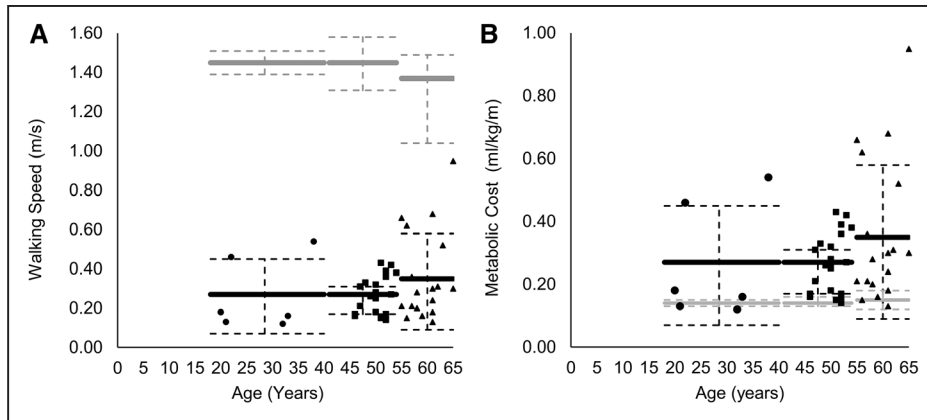 A
B
1.60
1.40
1.20
1.00
0.80
0.60
0.40
0.20
0.00
Walking Speed (m/s)
0 5 10 15 20 25 30 35 40 45 50 55 60 65
Age (Years)
1.00
0.80
0.60
0.40
0.20
0.00
Metabolic Cost (ml/kg/m)
0 5 10 15 20 25 30 35 40 45 50 55 60 65
Age (years)